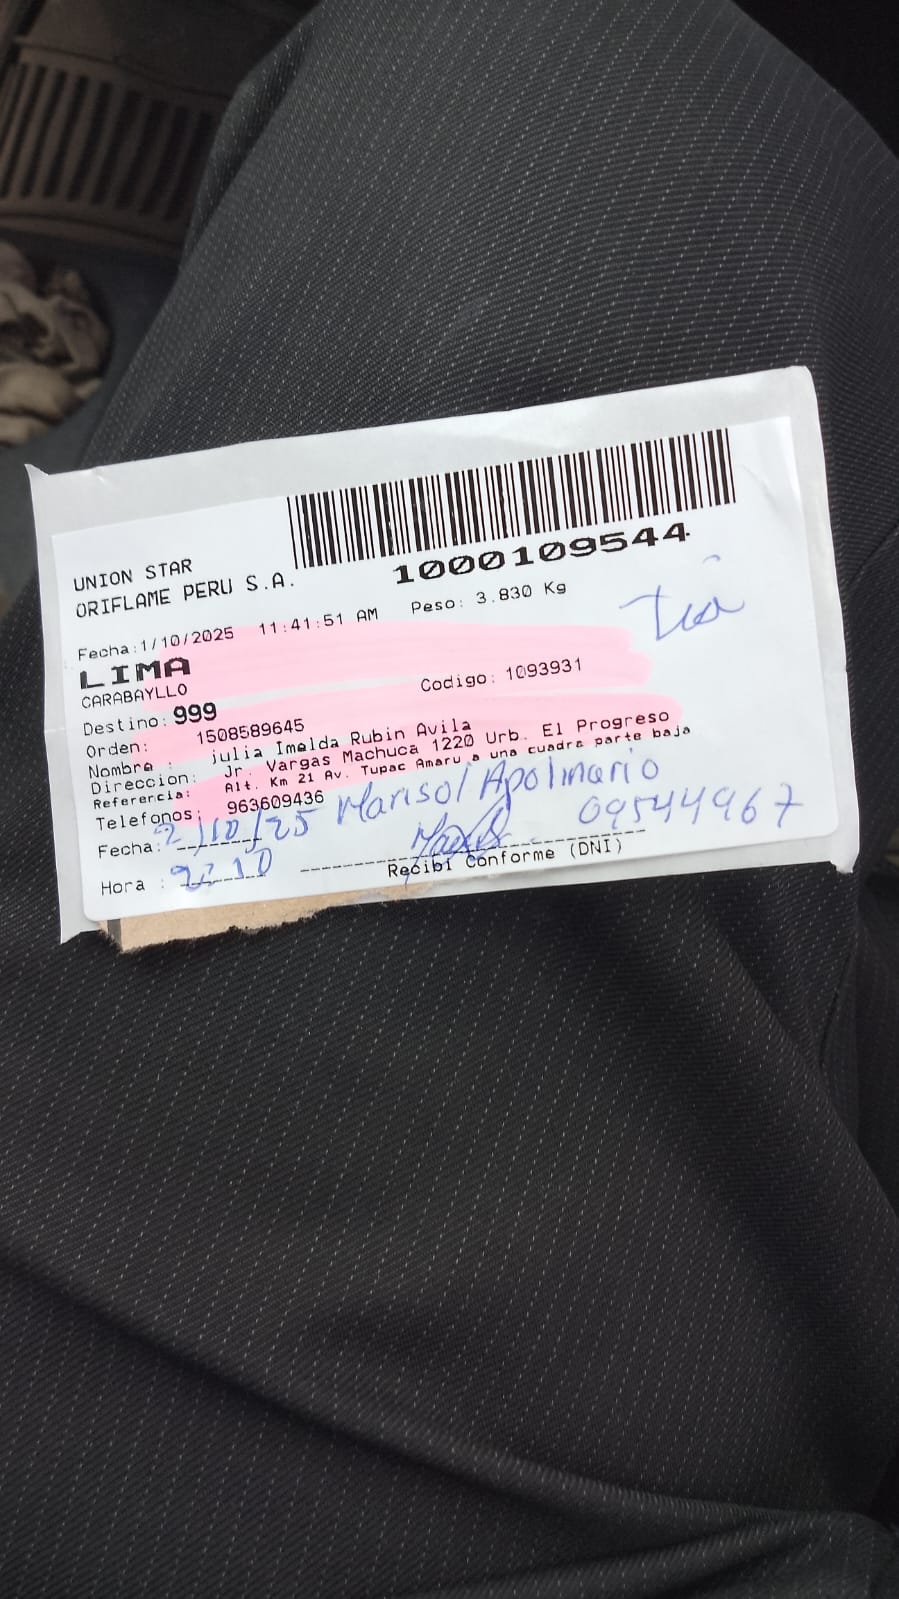 UNION STAR
ORIFLAME PERU S.A.
1000109544
Fecha:1/10/2025 11:41:51 AM Peso: 3.830 Kg
Tía
LIMA
CARABAYLLO
Codigo: 1093931
Destino: 999
Orden: 1508589645
Nombre : julia Imelda Rubin Avila
Direccion: Jr. Vargas Machuca 1220 Urb. El Progreso
Referencia: Alt. Km 21 Av. Tupac Amaru a una cuadra parte baja
Telefonos: 963609436
Marisol Apolinario
Fecha: 2/10/25
09544967
Hora :
Recibi Conforme (DNI)